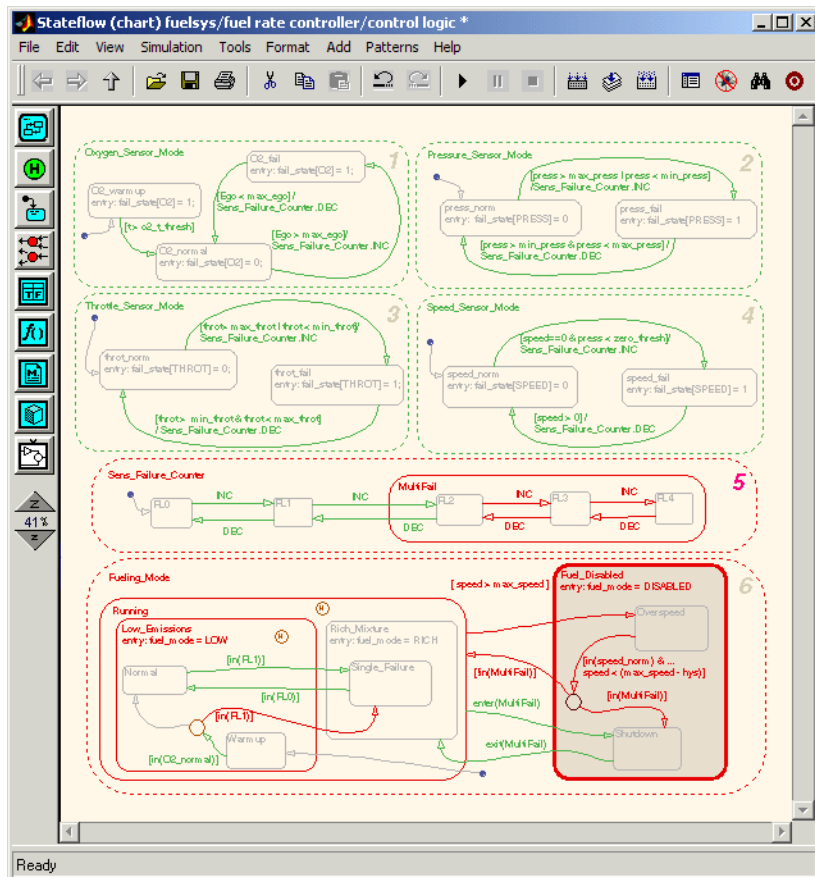 Stateflow (chart) fuelsys/fuel rate controller/control logic *
File Edit View Simulation Tools Format Add Patterns Help
Oxygen_Sensor_Mode
1
O2_fail
entry: fail_state[O2] = 1;
O2_warmup
entry: fail_state[O2] = 1;
[t> o2_t_thresh]
[Ego < max_ego]/
Sens_Failure_Counter.DEC
[Ego > max_ego]/
Sens_Failure_Counter.INC
O2_normal
entry: fail_state[O2] = 0;
Pressure_Sensor_Mode
2
[press > max_press | press < min_press]
/Sens_Failure_Counter.INC
press_norm
entry: fail_state[PRESS] = 0
press_fail
entry: fail_state[PRESS] = 1
[press > min_press & press < max_press] /
Sens_Failure_Counter.DEC
Throttle_Sensor_Mode
3
[throt > max_throt | throt < min_throt]/
Sens_Failure_Counter.INC
throt_norm
entry: fail_state[THROT] = 0;
throt_fail
entry: fail_state[THROT] = 1;
[throt > min_throt & throt < max_throt]
/ Sens_Failure_Counter.DEC
Speed_Sensor_Mode
4
[speed==0 & press < zero_thresh]/
Sens_Failure_Counter.INC
speed_norm
entry: fail_state[SPEED] = 0
speed_fail
entry: fail_state[SPEED] = 1
[speed > 0] /
Sens_Failure_Counter.DEC
Sens_Failure_Counter
5
MultiFail
FL0
INC
DEC
FL1
INC
DEC
FL2
INC
DEC
FL3
INC
DEC
FL4
41%
Fueling_Mode
6
[speed > max_speed]
Fuel_Disabled
entry: fuel_mode = DISABLED
Running
H
Low_Emissions
entry: fuel_mode = LOW
H
Rich_Mixture
entry: fuel_mode = RICH
Overspeed
Normal
[in(FL1)]
Single_Failure
[in(FL0)]
[in(FL1)]
Warmup
[in(O2_normal)]
[!in(MultiFail)]
[in(speed_norm) & ...
speed < (max_speed - hys)]
[in(MultiFail)]
enter(MultiFail)
exit(MultiFail)
Shutdown
Ready